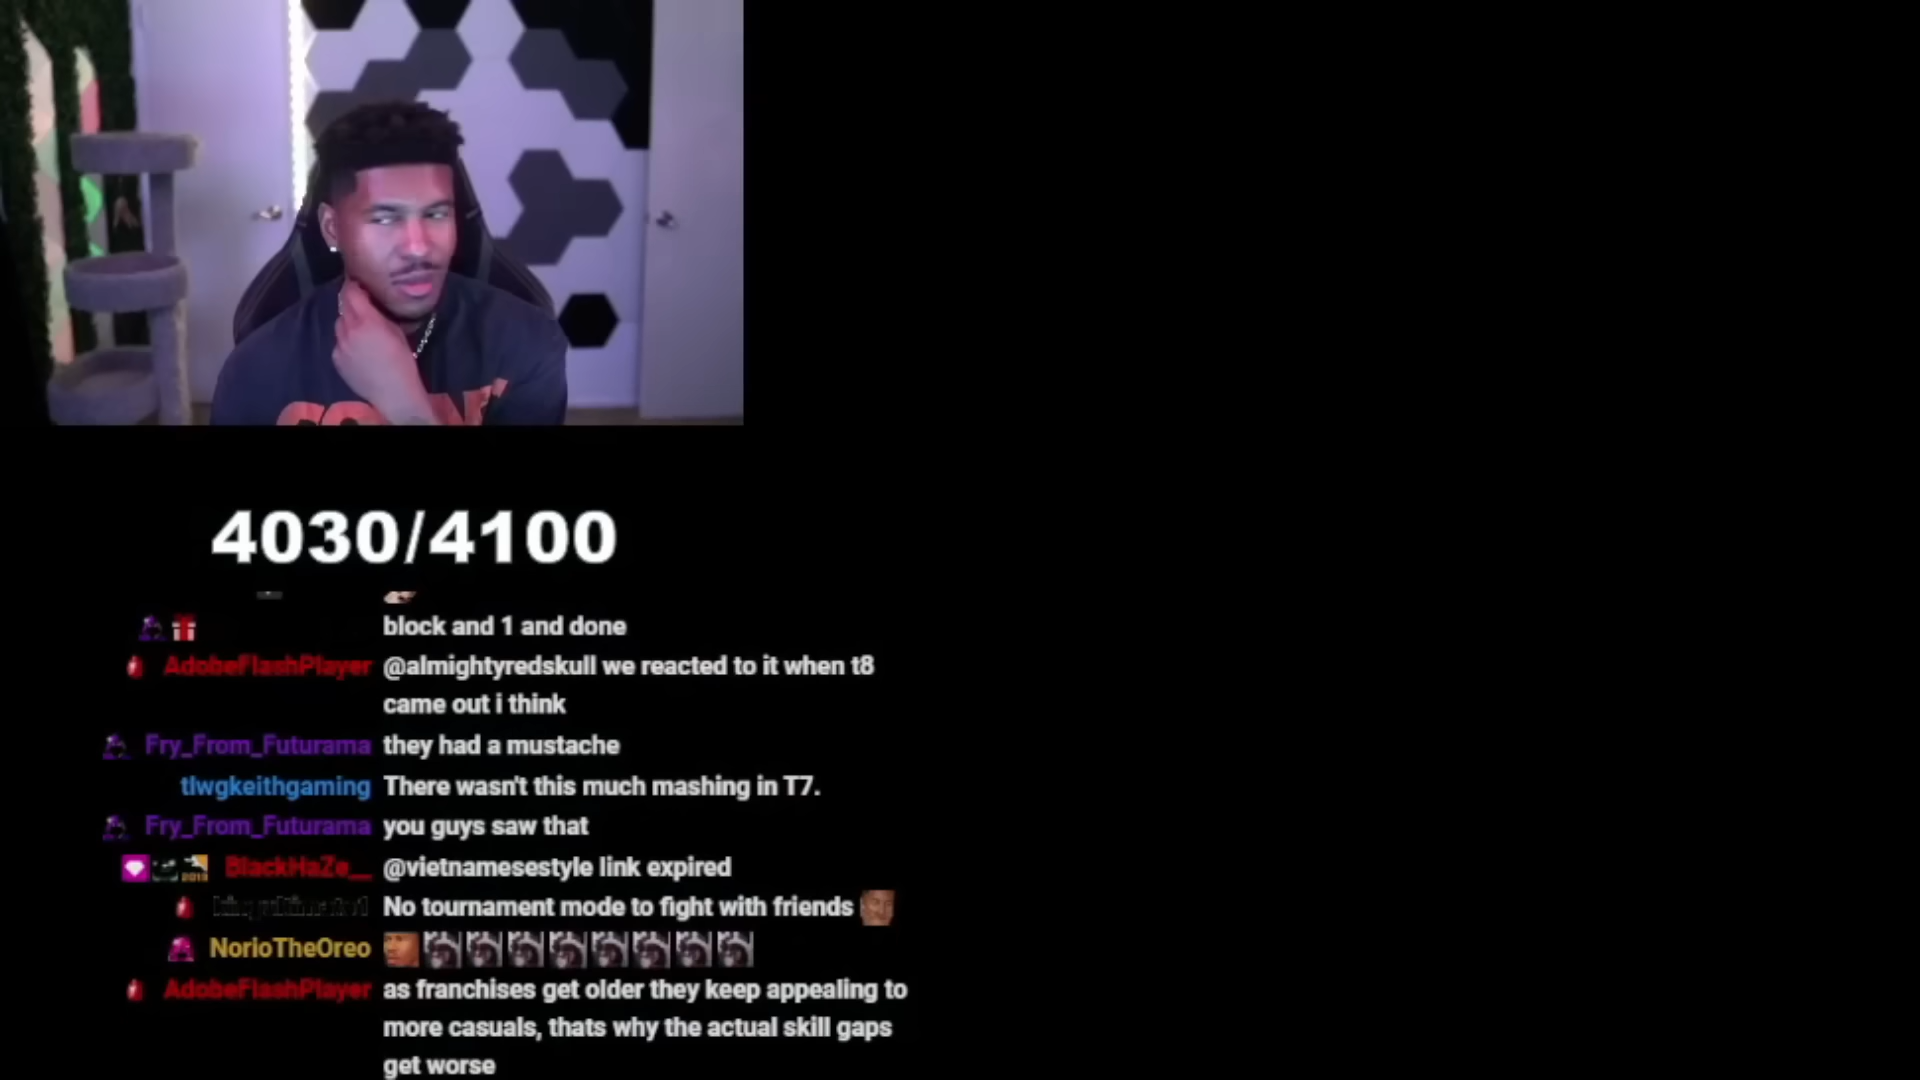 4030/4100
block and 1 and done
AdobeFlashPlayer @almightyredskull we reacted to it when t8
came out i think
Fry_From_Futurama they had a mustache
tlwgkeithgaming There wasn't this much mashing in T7.
Fry_From_Futurama you guys saw that
BlackHaZe__ @vietnamesestyle link expired
No tournament mode to fight with friends
NorioTheOreo
AdobeFlashPlayer as franchises get older they keep appealing to
more casuals, thats why the actual skill gaps
get worse